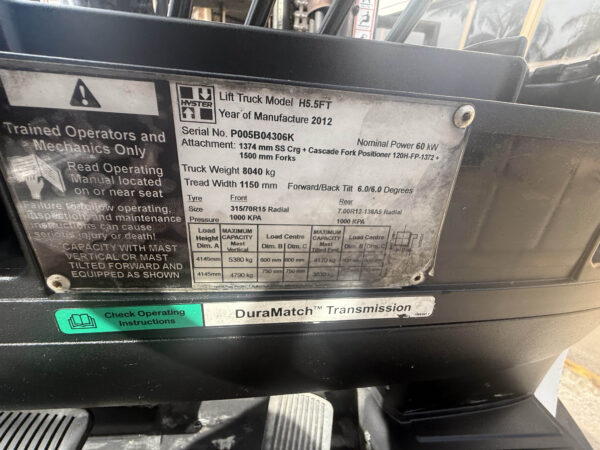 Trained Operators and
Mechanics Only
Read Operating
Manual located
on or near seat
Failure to follow operating,
inspection and maintenance
instructions can cause
serious injury or death!
CAPACITY WITH MAST
VERTICAL OR MAST
TILTED FORWARD AND
EQUIPPED AS SHOWN
HYSTER
Lift Truck Model H5.5FT
Year of Manufacture 2012
Serial No. P005B04306K
Nominal Power 60 kW
Attachment: 1374 mm SS Crg + Cascade Fork Positioner 120H-FP-1372 +
1500 mm Forks
Truck Weight 8040 kg
Tread Width 1150 mm Forward/Back Tilt 6.0/6.0 Degrees
Tyre Front Rear
Size 315/70R15 Radial 7.00R12-136A5 Radial
Pressure 1000 KPA 1000 KPA
Load Height Dim. A MAXIMUM CAPACITY Mast Vertical Load Centre Dim. B Dim. C MAXIMUM CAPACITY Mast Load Centre Dim. B Dim. C
4145mm 5380 kg 600 mm 600 mm 4170 kg
4145mm 4790 kg 750 mm 750 mm
Check Operating
Instructions
DuraMatch™ Transmission